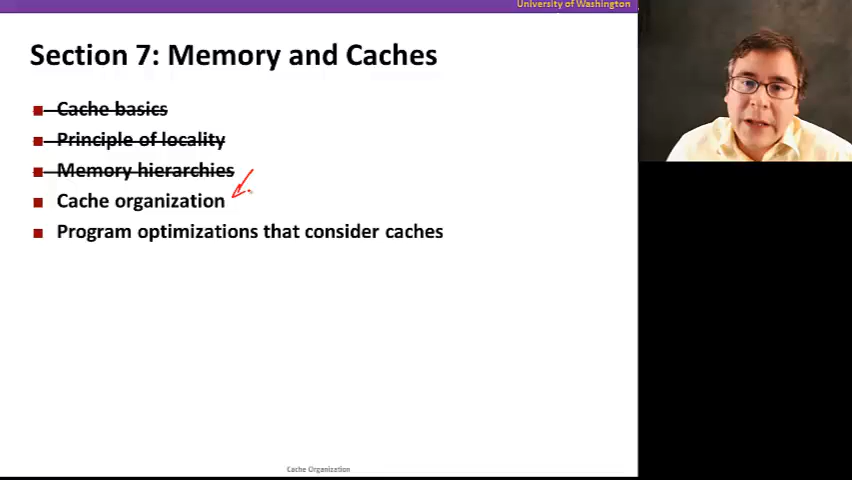 University of Washington
Section 7: Memory and Caches
Cache basics
Principle of locality
Memory hierarchies
Cache organization
Program optimizations that consider caches
Cache Organization